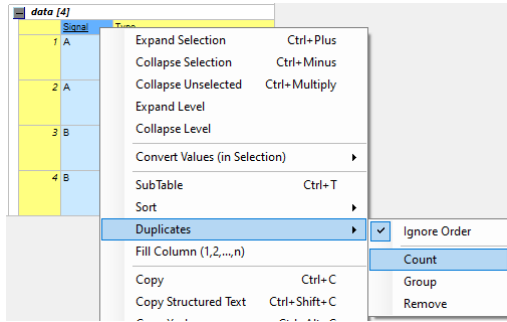 data [4]
Signal Type
1 A
2 A
3 B
4 B
Expand Selection Ctrl+Plus
Collapse Selection Ctrl+Minus
Collapse Unselected Ctrl+Multiply
Expand Level
Collapse Level
Convert Values (in Selection)
SubTable Ctrl+T
Sort
Duplicates
Fill Column (1,2,...,n)
Copy Ctrl+C
Copy Structured Text Ctrl+Shift+C
Ignore Order
Count
Group
Remove